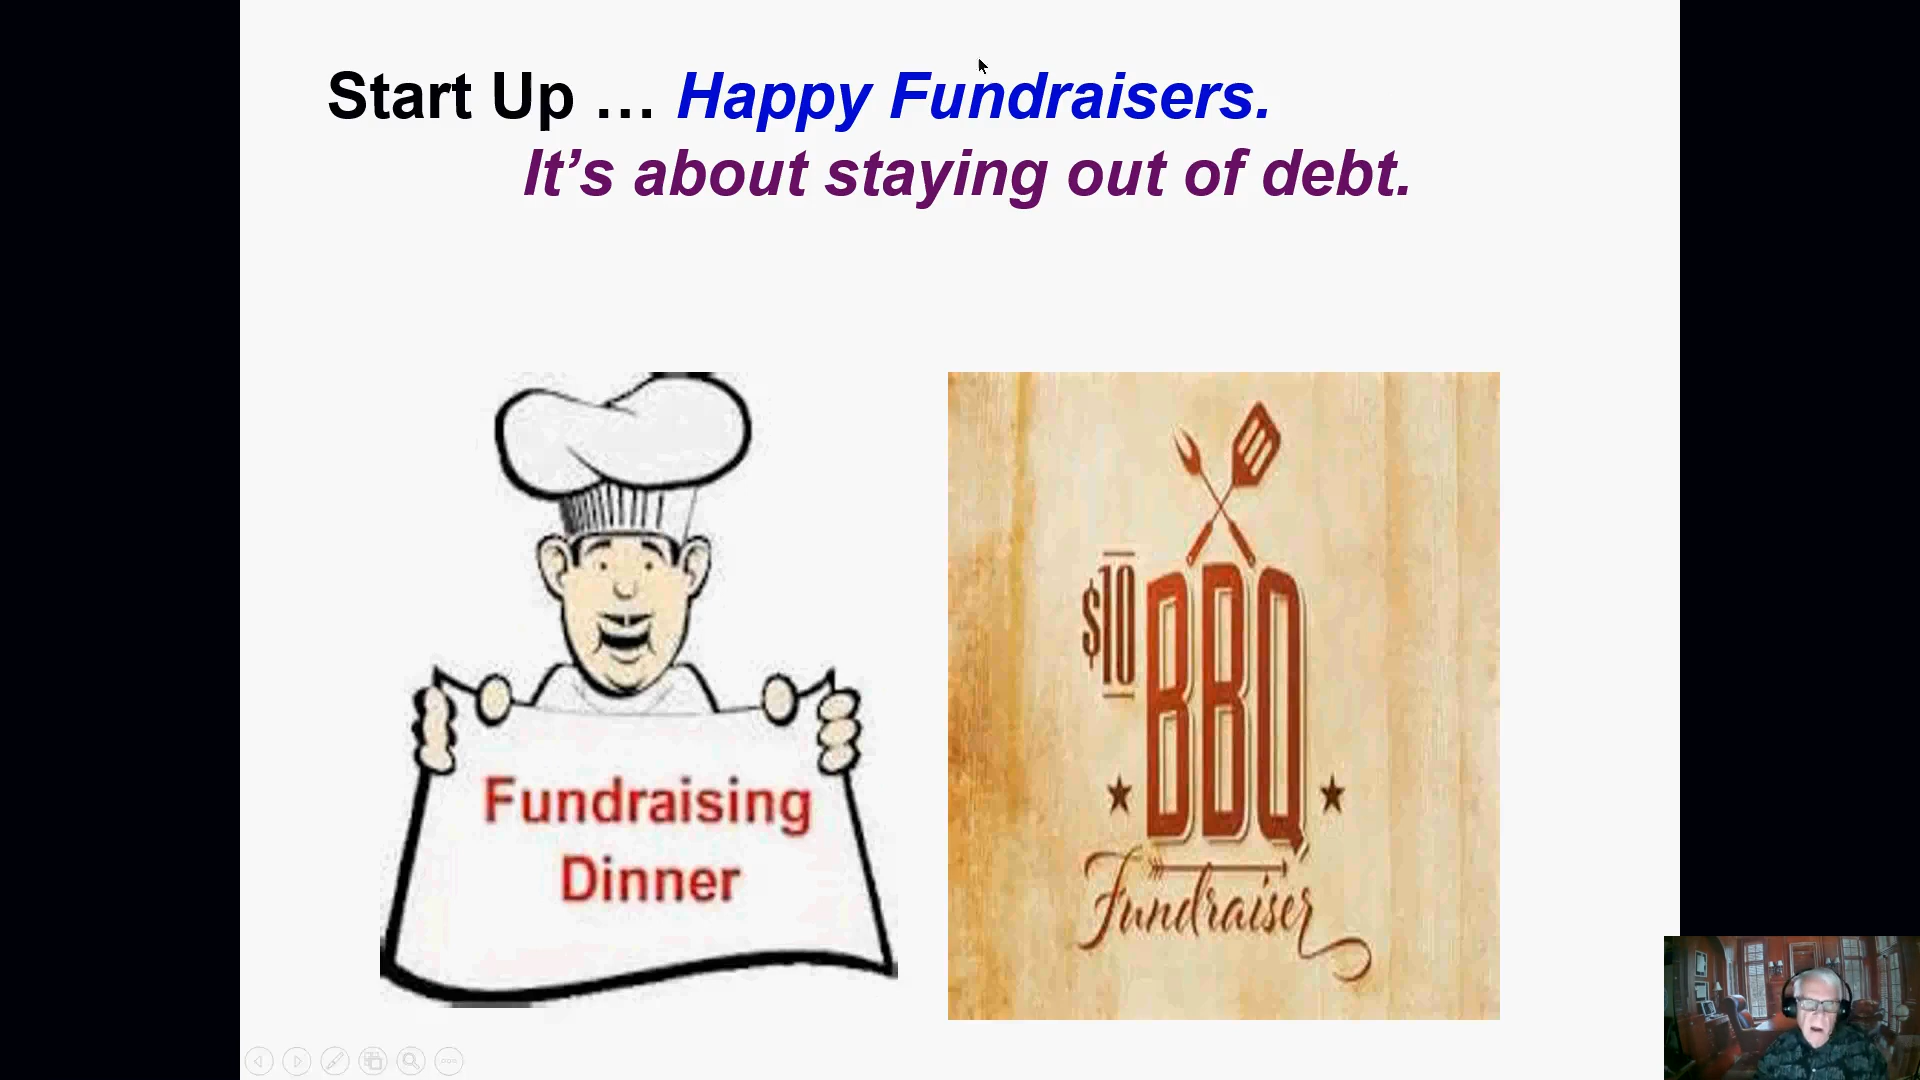 Start Up … Happy Fundraisers.
It’s about staying out of debt.
Fundraising
Dinner
$10
BBQ
Fundraiser